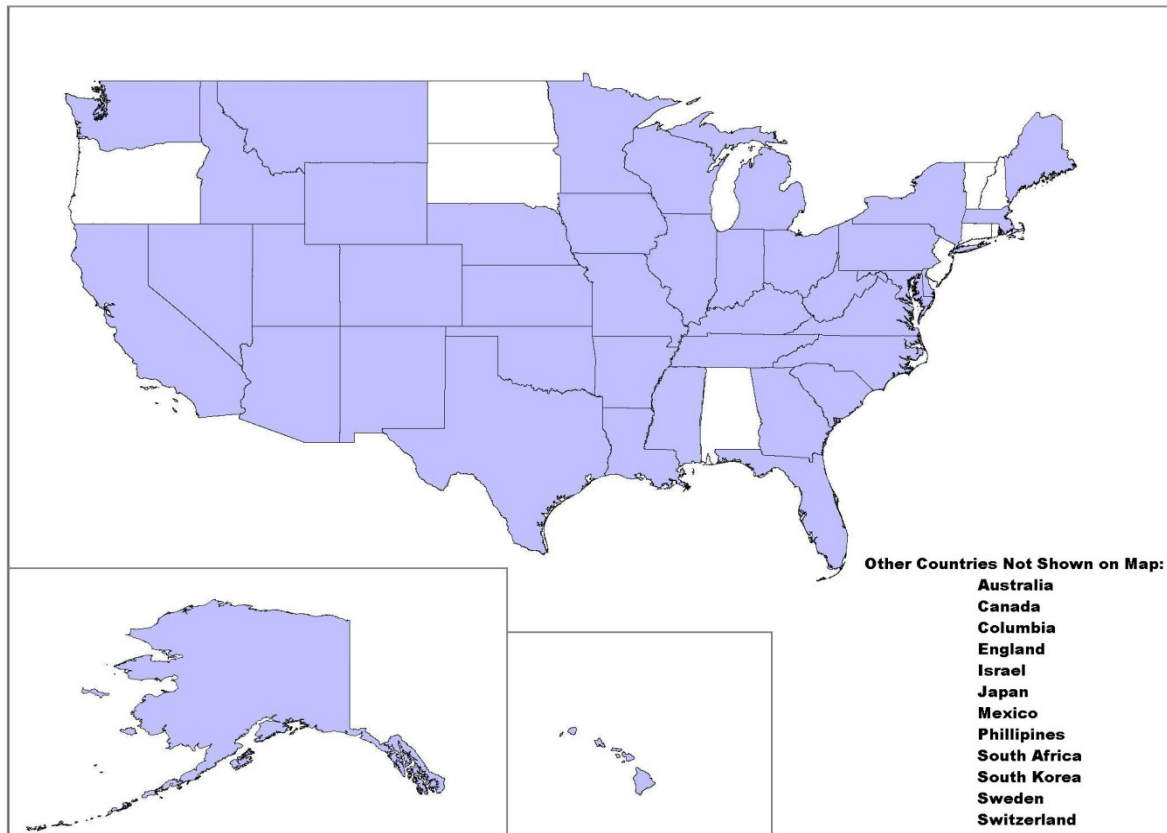 Other Countries Not Shown on Map:
Australia
Canada
Columbia
England
Israel
Japan
Mexico
Phillipines
South Africa
South Korea
Sweden
Switzerland